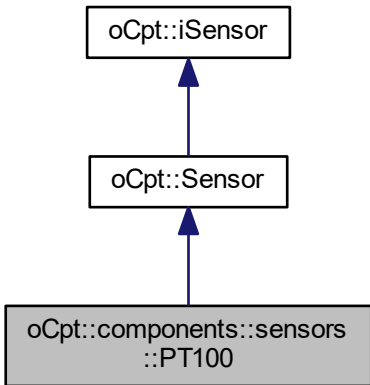 oCpt::iSensor
oCpt::Sensor
oCpt::components::sensors
::PT100